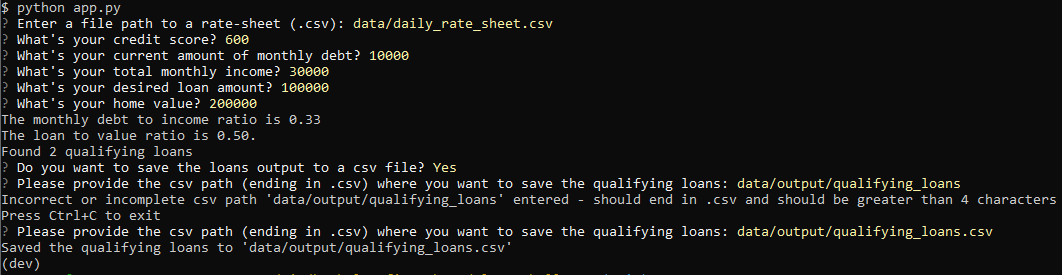 $ python app.py
? Enter a file path to a rate-sheet (.csv): data/daily_rate_sheet.csv
? What's your credit score? 600
? What's your current amount of monthly debt? 10000
? What's your total monthly income? 30000
? What's your desired loan amount? 100000
? What's your home value? 200000
The monthly debt to income ratio is 0.33
The loan to value ratio is 0.50.
Found 2 qualifying loans
? Do you want to save the loans output to a csv file? Yes
? Please provide the csv path (ending in .csv) where you want to save the qualifying loans: data/output/qualifying_loans
Incorrect or incomplete csv path 'data/output/qualifying_loans' entered - should end in .csv and should be greater than 4 characters
Press Ctrl+C to exit
? Please provide the csv path (ending in .csv) where you want to save the qualifying loans: data/output/qualifying_loans.csv
Saved the qualifying loans to 'data/output/qualifying_loans.csv'
(dev)